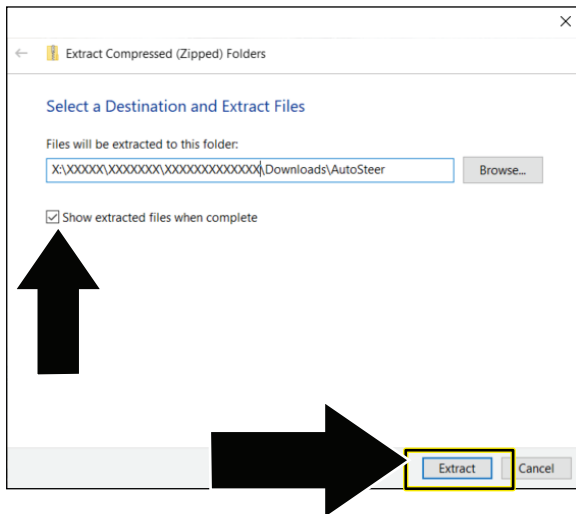 Extract Compressed (Zipped) Folders
Select a Destination and Extract Files
Files will be extracted to this folder:
X:\XXXXX\XXXXXXX\XXXXXXXXXXXXX\Downloads\AutoSteer
Browse...
Show extracted files when complete
Extract
Cancel